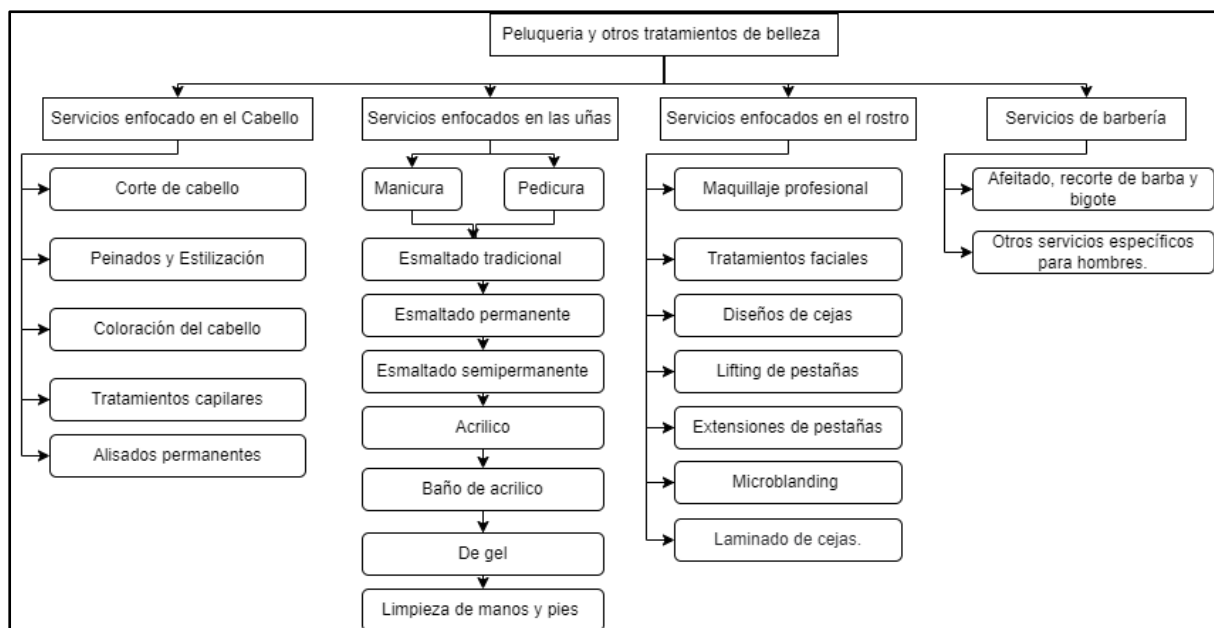 Peluqueria y otros tratamientos de belleza
Servicios enfocado en el Cabello
Corte de cabello
Peinados y Estilización
Coloración del cabello
Tratamientos capilares
Alisados permanentes
Servicios enfocados en las uñas
Manicura
Pedicura
Esmaltado tradicional
Esmaltado permanente
Esmaltado semipermanente
Acrilico
Baño de acrilico
De gel
Limpieza de manos y pies
Servicios enfocados en el rostro
Maquillaje profesional
Tratamientos faciales
Diseños de cejas
Lifting de pestañas
Extensiones de pestañas
Microblanding
Laminado de cejas.
Servicios de barbería
Afeitado, recorte de barba y
bigote
Otros servicios específicos
para hombres.